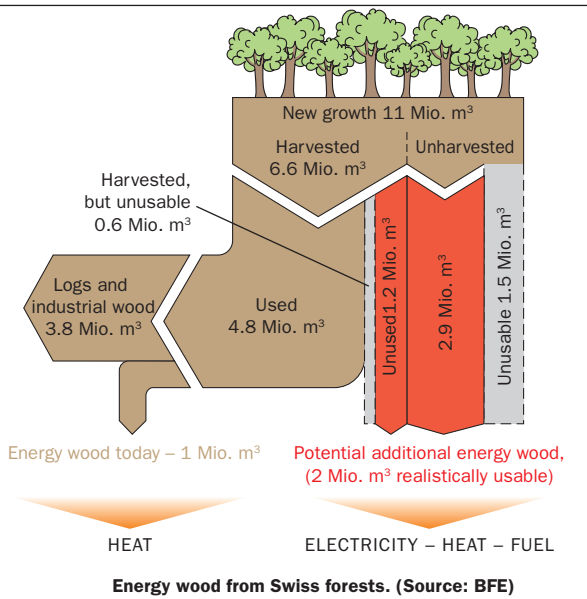 New growth 11 Mio. m³
Harvested
6.6 Mio. m³
Unharvested
Harvested,
but unusable
0.6 Mio. m³
Logs and
industrial wood
3.8 Mio. m³
Used
4.8 Mio. m³
Unused1.2 Mio. m³
2.9 Mio. m³
Unusable 1.5 Mio. m³
Energy wood today – 1 Mio. m³
Potential additional energy wood,
(2 Mio. m³ realistically usable)
HEAT
ELECTRICITY – HEAT – FUEL
Energy wood from Swiss forests. (Source: BFE)